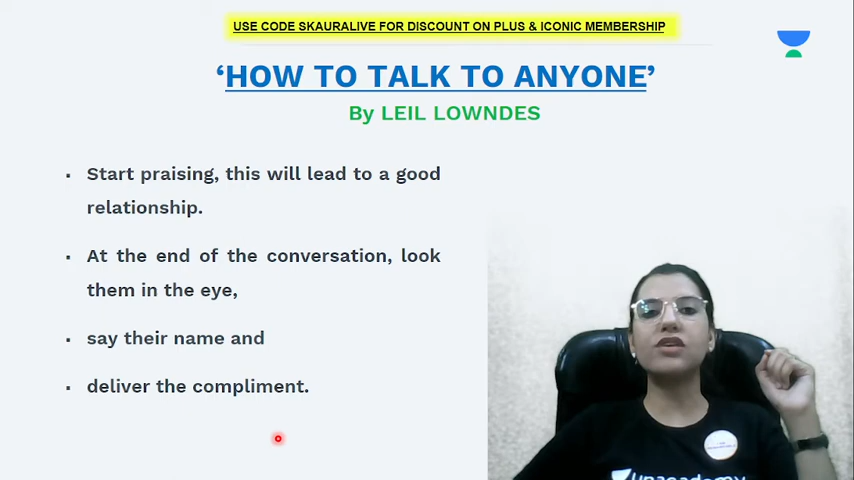 USE CODE SKAURALIVE FOR DISCOUNT ON PLUS & ICONIC MEMBERSHIP
‘HOW TO TALK TO ANYONE’
By LEIL LOWNDES
▪ Start praising, this will lead to a good
relationship.
▪ At the end of the conversation, look
them in the eye,
▪ say their name and
▪ deliver the compliment.
unacademy